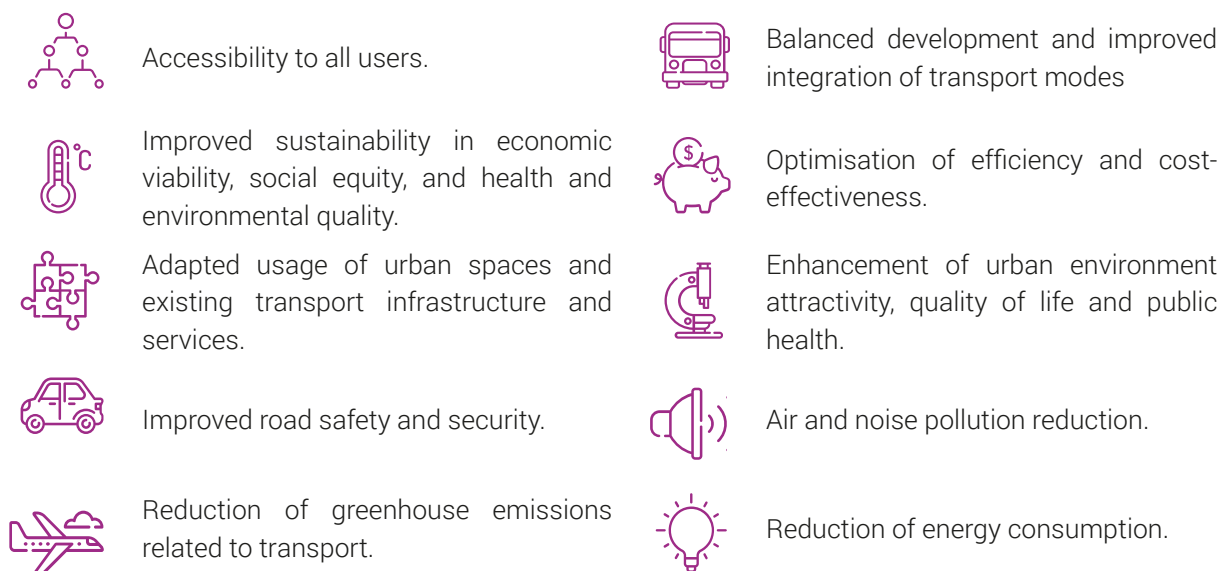 Accessibility to all users.
°C
Improved sustainability in economic
viability, social equity, and health and
environmental quality.
Adapted usage of urban spaces and
existing transport infrastructure and
services.
Improved road safety and security.
Reduction of greenhouse emissions
related to transport.
Balanced development and improved
integration of transport modes
$
Optimisation of efficiency and cost-
effectiveness.
Enhancement of urban environment
attractivity, quality of life and public
health.
Air and noise pollution reduction.
Reduction of energy consumption.